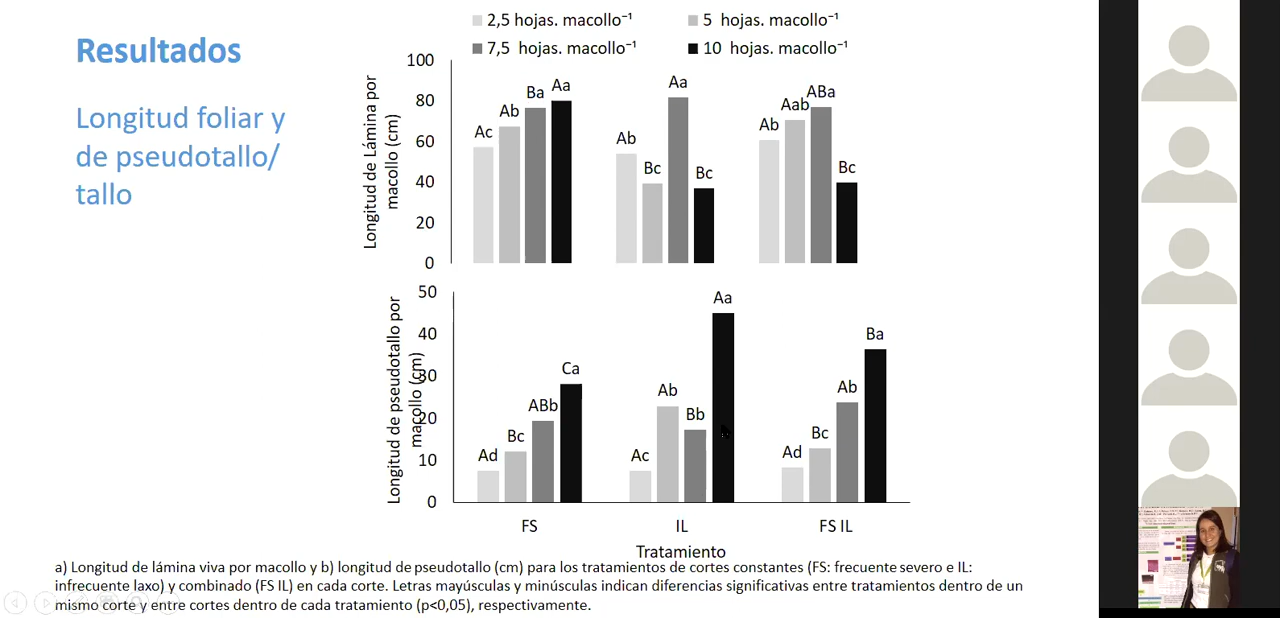 Resultados
Longitud foliar y
de pseudotallo/
tallo
2,5 hojas. macollo⁻¹
5 hojas. macollo⁻¹
7,5 hojas. macollo⁻¹
10 hojas. macollo⁻¹
Longitud de Lámina por
macollo (cm)
100
80
60
40
20
0
Ac
Ab
Ba
Aa
Ab
Bc
Aa
Bc
Ab
Aab
ABa
Bc
Longitud de pseudotallo por
macollo (cm)
50
40
30
20
10
0
Ad
Bc
ABb
Ca
Ac
Ab
Bb
Aa
Ad
Bc
Ab
Ba
FS
IL
FS IL
Tratamiento
a) Longitud de lámina viva por macollo y b) longitud de pseudotallo (cm) para los tratamientos de cortes constantes (FS: frecuente severo e IL:
infrecuente laxo) y combinado (FS IL) en cada corte. Letras mayúsculas y minúsculas indican diferencias significativas entre tratamientos dentro de un
mismo corte y entre cortes dentro de cada tratamiento (p<0,05), respectivamente.